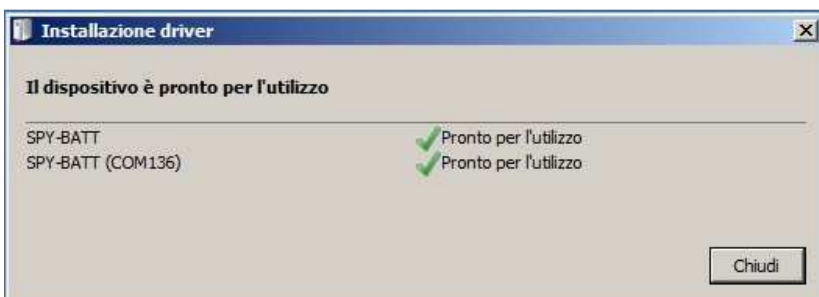 Installazione driver
Il dispositivo è pronto per l'utilizzo
SPY-BATT Pronto per l'utilizzo
SPY-BATT (COM136) Pronto per l'utilizzo
Chiudi